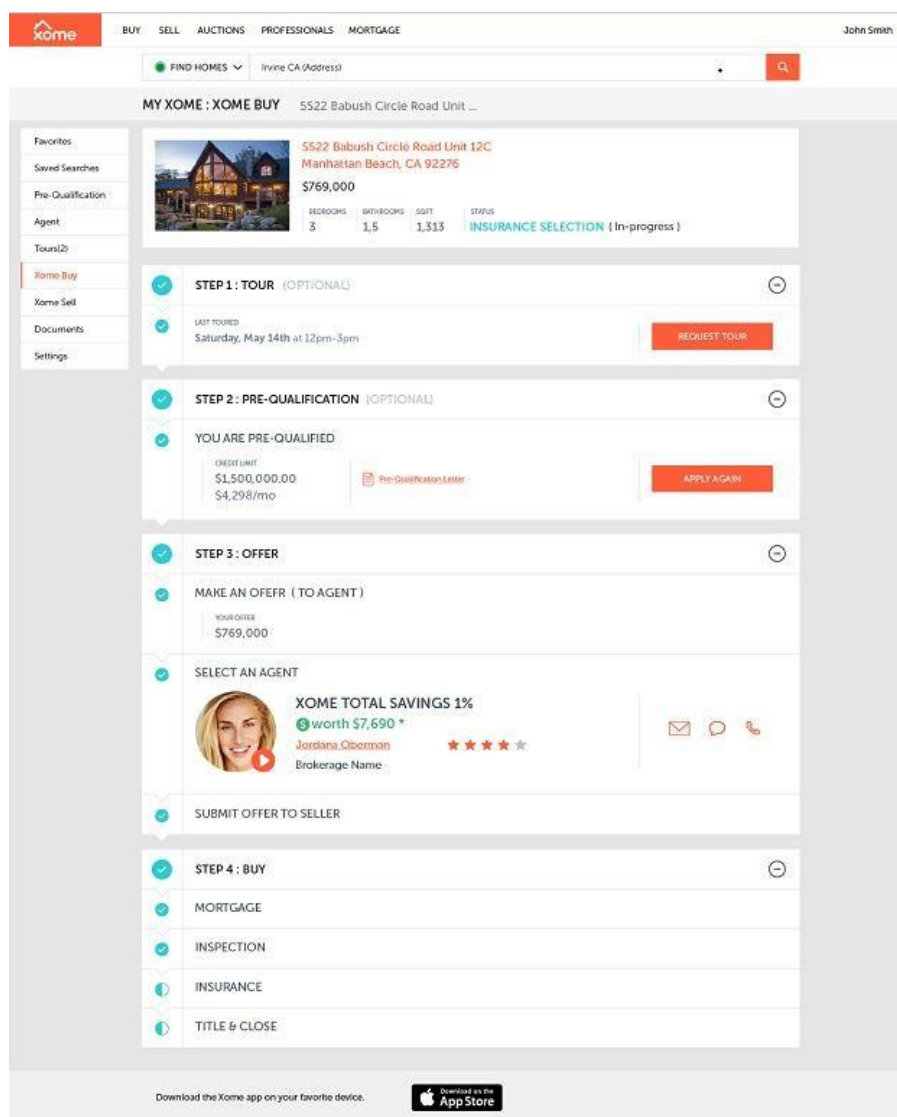 xome
BUY SELL AUCTIONS PROFESSIONALS MORTGAGE
John Smith
FIND HOMES
Irvine CA (Address)
MY XOME : XOME BUY 5522 Babush Circle Road Unit ...
Favorites
Saved Searches
Pre-Qualification
Agent
Tours(2)
Xome Buy
Xome Sell
Documents
Settings
5522 Babush Circle Road Unit 12C
Manhattan Beach, CA 92276
$769,000
BEDROOMS BATHROOMS SQFT STATUS
3 1,5 1,313 INSURANCE SELECTION ( In-progress )
STEP 1 : TOUR (OPTIONAL)
LAST TOURED
Saturday, May 14th at 12pm-3pm
REQUEST TOUR
STEP 2 : PRE-QUALIFICATION (OPTIONAL)
YOU ARE PRE-QUALIFIED
CREDIT LIMIT
$1,500,000.00
$4,298/mo
Pre-Qualification Letter
APPLY AGAIN
STEP 3 : OFFER
MAKE AN OFEFR ( TO AGENT )
YOUR OFFER
$769,000
SELECT AN AGENT
XOME TOTAL SAVINGS 1%
$ worth $7,690 *
Jordana Oberman
Brokerage Name
SUBMIT OFFER TO SELLER
STEP 4 : BUY
MORTGAGE
INSPECTION
INSURANCE
TITLE & CLOSE
Download the Xome app on your favorite device.
Download on the
App Store